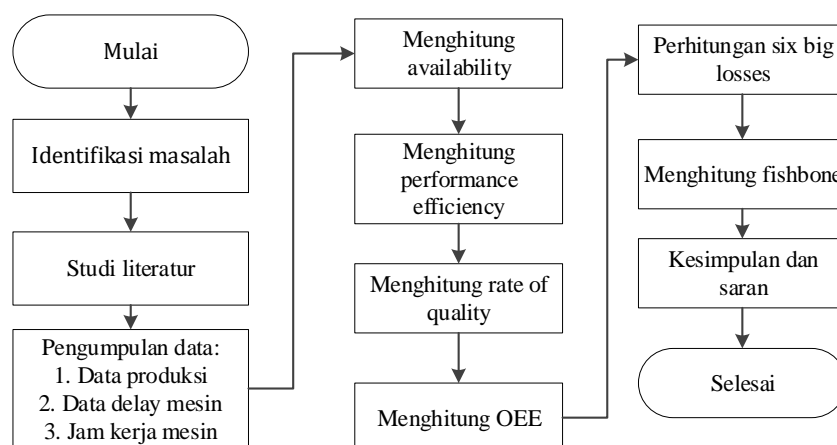 Mulai
Identifikasi masalah
Studi literatur
Pengumpulan data:
1. Data produksi
2. Data delay mesin
3. Jam kerja mesin
Menghitung
availability
Menghitung
performance
efficiency
Menghitung rate of
quality
Menghitung OEE
Perhitungan six big
losses
Menghitung fishbone
Kesimpulan dan
saran
Selesai